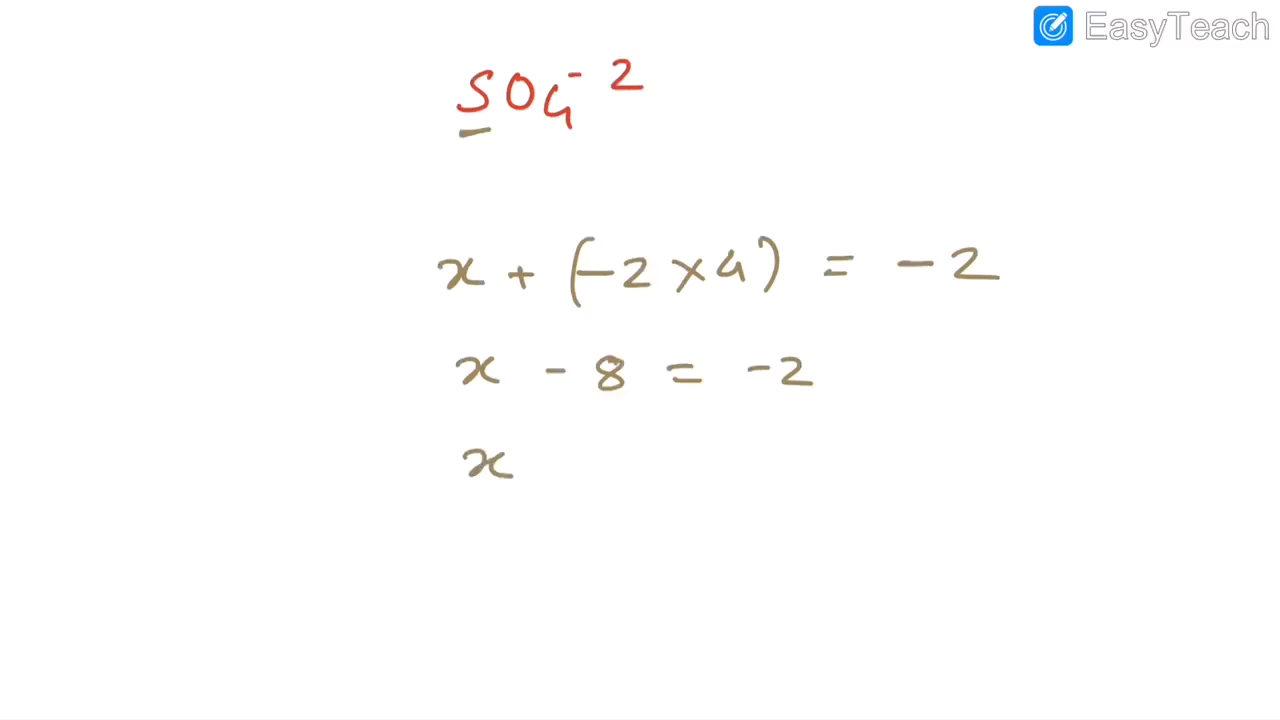 EasyTeach
SO4-2
x + (-2 × 4) = -2
x - 8 = -2
x